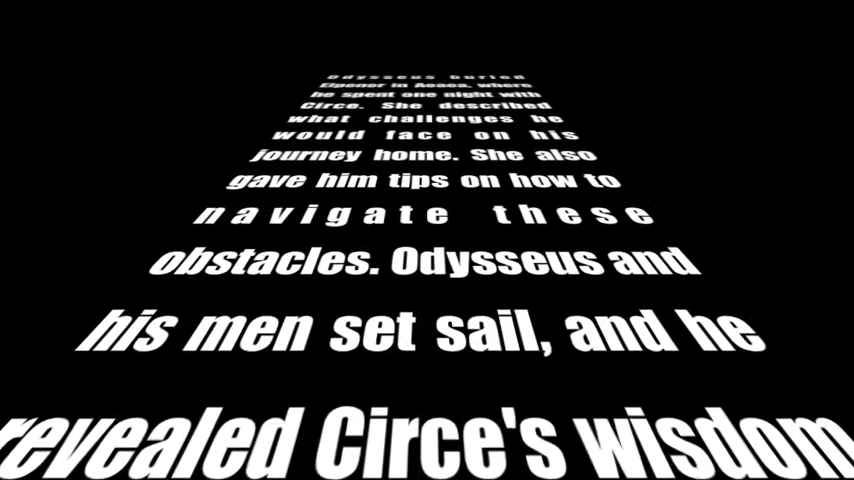 Odysseus buried
Elpenor in Aeaea, where
he spent one night with
Circe. She described
what challenges he
would face on his
journey home. She also
gave him tips on how to
navigate these
obstacles. Odysseus and
his men set sail, and he
revealed Circe's wisdom